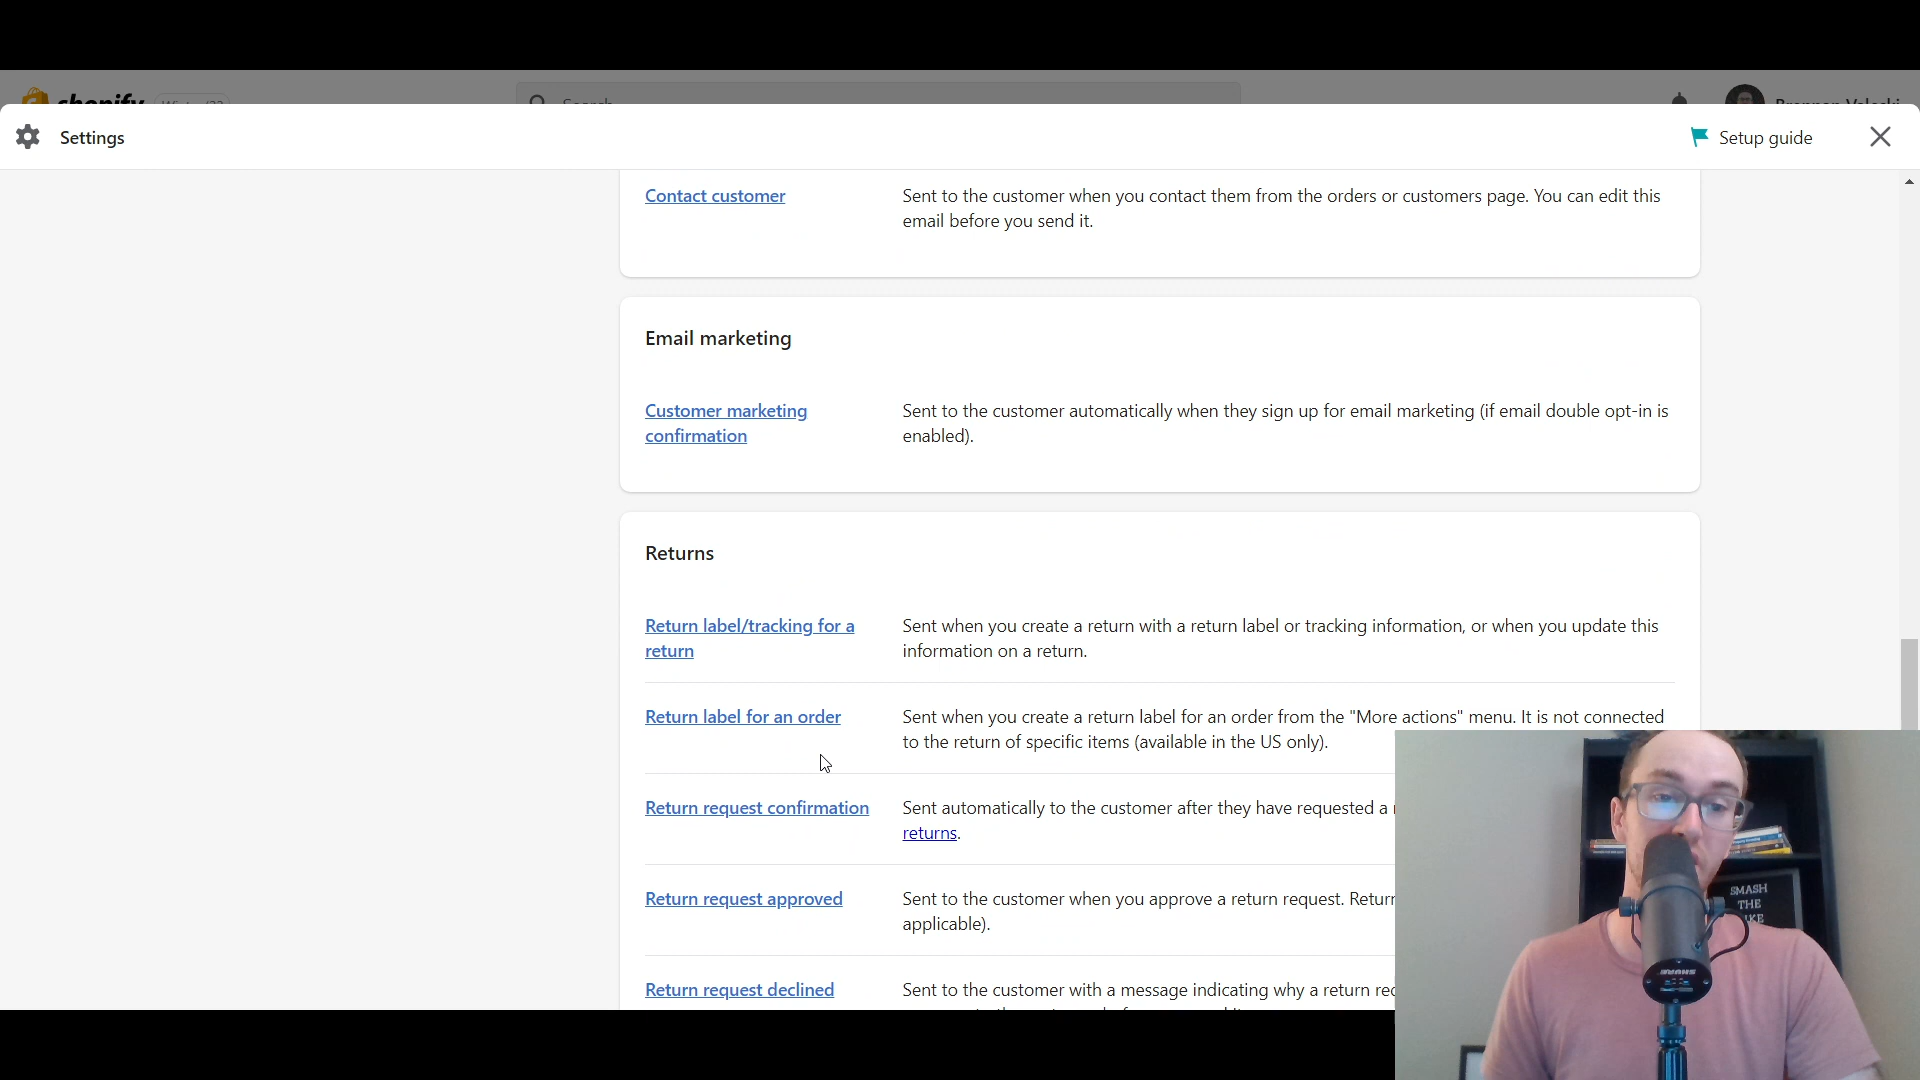 Settings
Setup guide
Contact customer
Sent to the customer when you contact them from the orders or customers page. You can edit this
email before you send it.
Email marketing
Customer marketing
confirmation
Sent to the customer automatically when they sign up for email marketing (if email double opt-in is
enabled).
Returns
Return label/tracking for a
return
Sent when you create a return with a return label or tracking information, or when you update this
information on a return.
Return label for an order
Sent when you create a return label for an order from the "More actions" menu. It is not connected
to the return of specific items (available in the US only).
Return request confirmation
Sent automatically to the customer after they have requested a
returns.
Return request approved
Sent to the customer when you approve a return request.
applicable).
Return request declined
Sent to the customer with a message indicating why a return
SMASH
THE